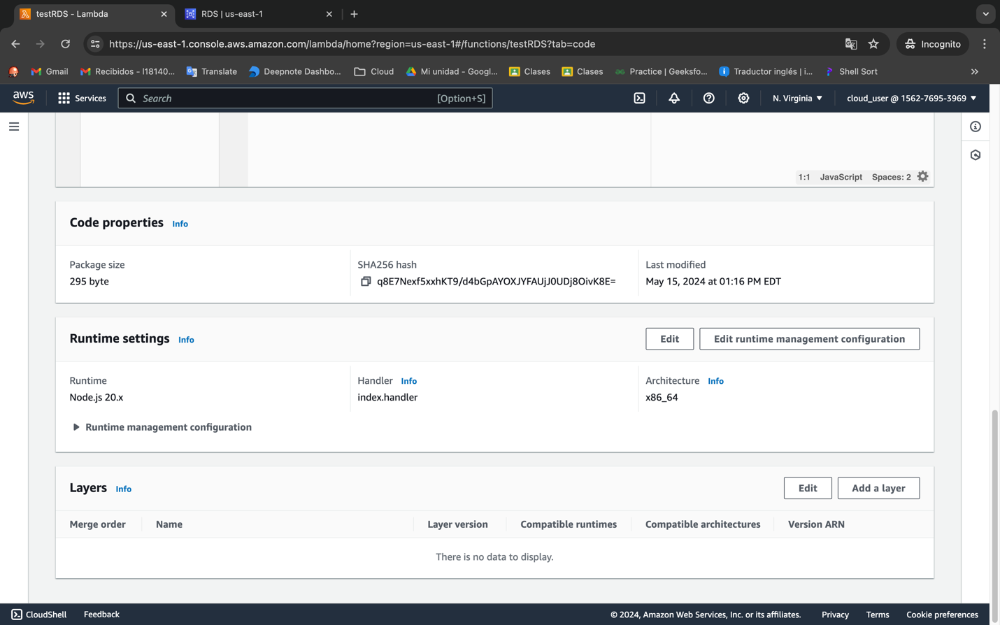 testRDS - Lambda
RDS | us-east-1
https://us-east-1.console.aws.amazon.com/lambda/home?region=us-east-1#/functions/testRDS?tab=code
Incognito
Gmail
Recibidos - l18140...
Translate
Deepnote Dashbo...
Cloud
Mi unidad - Googl...
Clases
Clases
Practice | Geeksfo...
Traductor inglés | i...
Shell Sort
aws
Services
Search
[Option+S]
N. Virginia
cloud_user @ 1562-7695-3969
1:1 JavaScript Spaces: 2
Code properties Info
Package size
295 byte
SHA256 hash
q8E7Nexf5xxhKT9/d4bGpAYOXJYFAUjJ0UDj8OivK8E=
Last modified
May 15, 2024 at 01:16 PM EDT
Runtime settings Info
Edit
Edit runtime management configuration
Runtime
Node.js 20.x
Handler Info
index.handler
Architecture Info
x86_64
Runtime management configuration
Layers Info
Edit
Add a layer
Merge order
Name
Layer version
Compatible runtimes
Compatible architectures
Version ARN
There is no data to display.
CloudShell
Feedback
© 2024, Amazon Web Services, Inc. or its affiliates.
Privacy
Terms
Cookie preferences